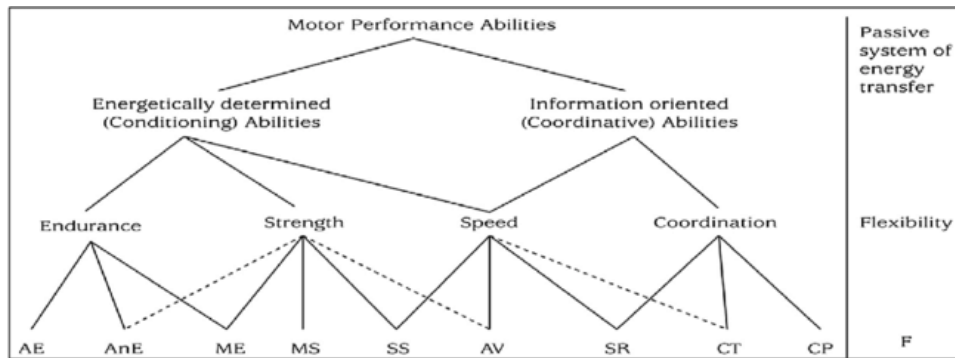 Motor Performance Abilities
Energetically determined
(Conditioning) Abilities
Information oriented
(Coordinative) Abilities
Endurance
Strength
Speed
Coordination
AE
AnE
ME
MS
SS
AV
SR
CT
CP
Passive
system of
energy
transfer
Flexibility
F